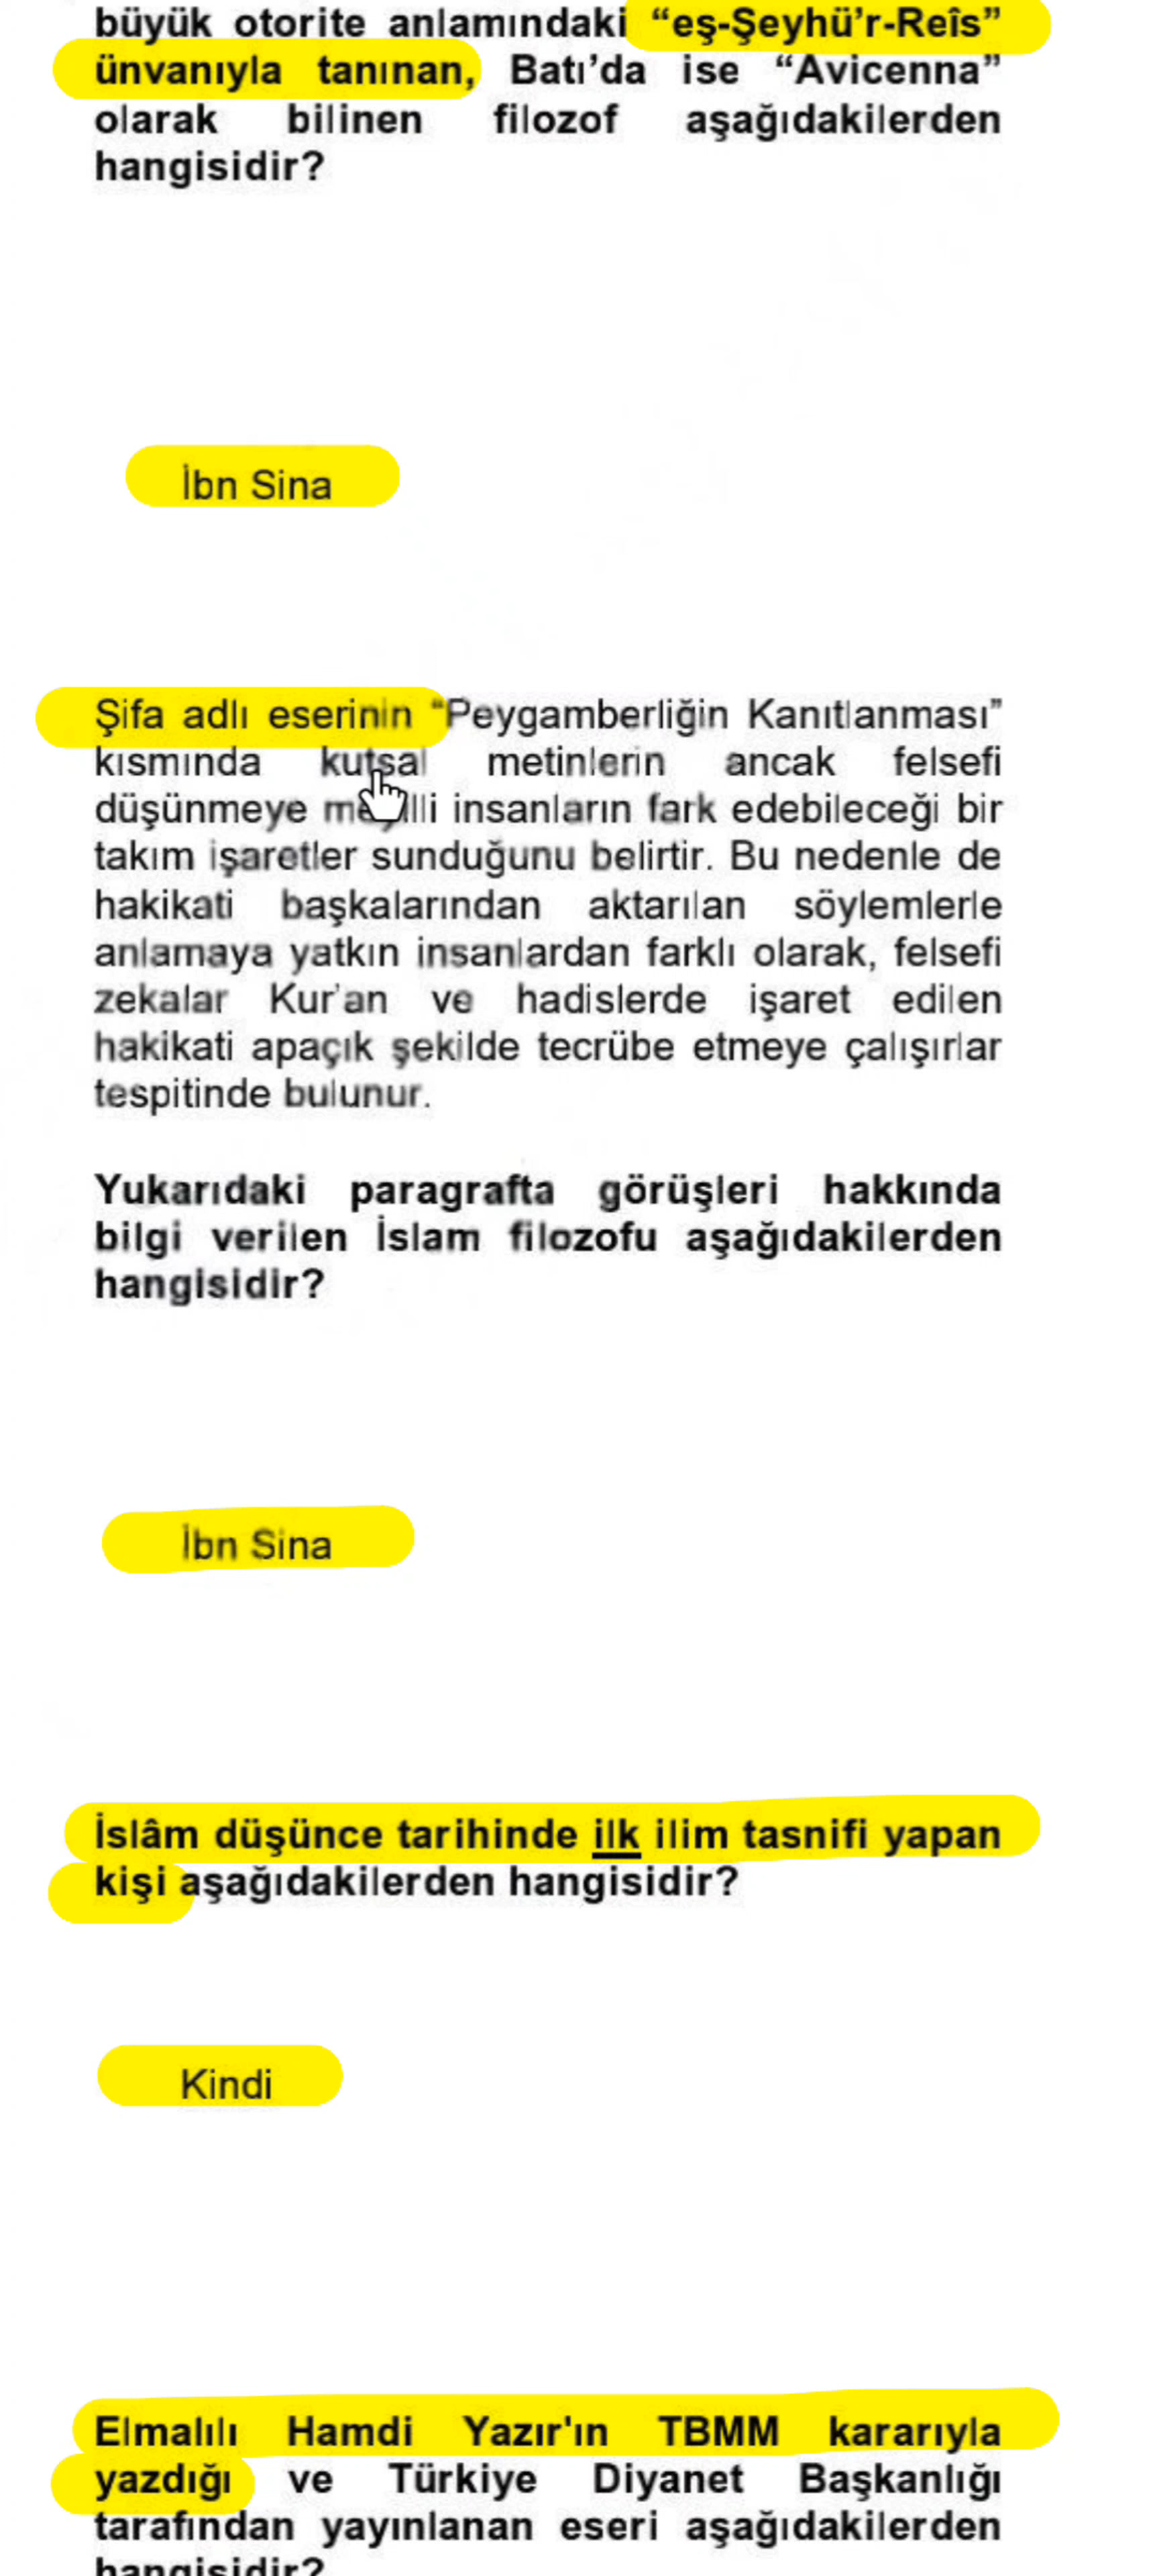 büyük otorite anlamındaki “eş-Şeyhü’r-Reîs”
ünvanıyla tanınan, Batı’da ise “Avicenna”
olarak bilinen filozof aşağıdakilerden
hangisidir?
İbn Sina
Şifa adlı eserinin “Peygamberliğin Kanıtlanması”
kısmında kutsal metinlerin ancak felsefi
düşünmeye meyilli insanların fark edebileceği bir
takım işaretler sunduğunu belirtir. Bu nedenle de
hakikati başkalarından aktarılan söylemlerle
anlamaya yatkın insanlardan farklı olarak, felsefi
zekalar Kur’an ve hadislerde işaret edilen
hakikati apaçık şekilde tecrübe etmeye çalışırlar
tespitinde bulunur.
Yukarıdaki paragrafta görüşleri hakkında
bilgi verilen İslam filozofu aşağıdakilerden
hangisidir?
İbn Sina
İslâm düşünce tarihinde ilk ilim tasnifi yapan
kişi aşağıdakilerden hangisidir?
Kindi
Elmalılı Hamdi Yazır'ın TBMM kararıyla
yazdığı ve Türkiye Diyanet Başkanlığı
tarafından yayınlanan eseri aşağıdakilerden
hangisidir?